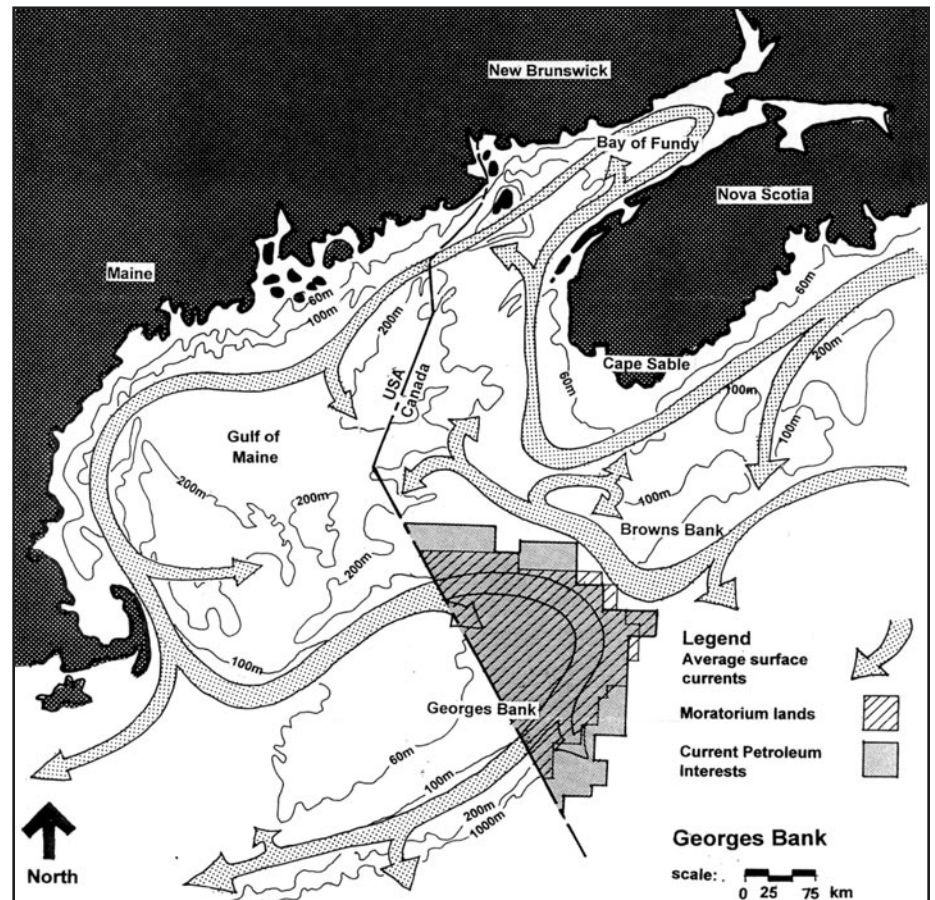 New Brunswick
Bay of Fundy
Nova Scotia
Maine
60m
100m
200m
60m
USA
Canada
60m
Cape Sable
200m
100m
100m
Gulf of
Maine
200m
200m
200m
100m
Browns Bank
100m
Georges Bank
60m
100m
200m
1000m
Legend
Average surface
currents
Moratorium lands
Current Petroleum
Interests
North
Georges Bank
scale:
0 25 75 km